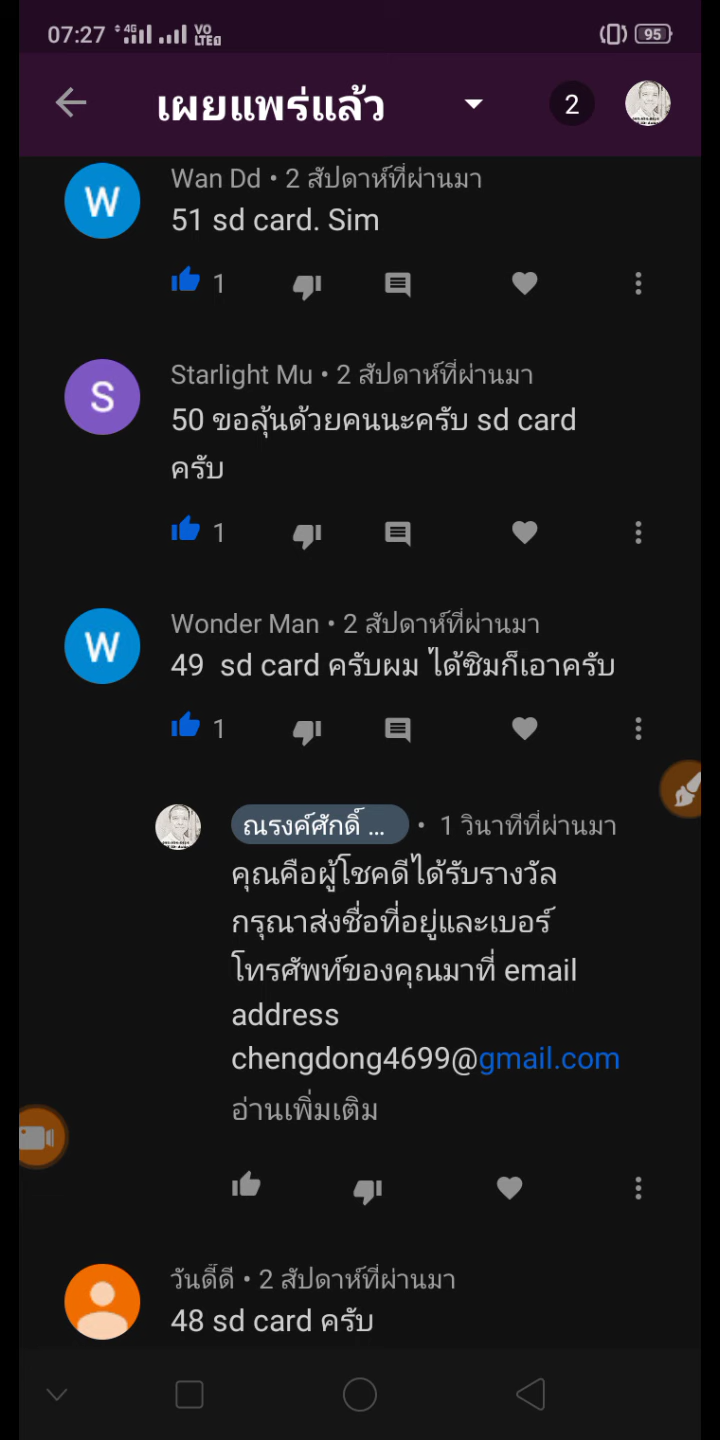 07:27 4G VO LTE 95
เผยแพร่แล้ว 2
W Wan Dd • 2 สัปดาห์ที่ผ่านมา
51 sd card. Sim
1
S Starlight Mu • 2 สัปดาห์ที่ผ่านมา
50 ขอลุ้นด้วยคนนะครับ sd card
ครับ
1
W Wonder Man • 2 สัปดาห์ที่ผ่านมา
49 sd card ครับผม ได้ซิมก็เอาครับ
1
ณรงค์ศักดิ์ ... • 1 วินาทีที่ผ่านมา
คุณคือผู้โชคดีได้รับรางวัล
กรุณาส่งชื่อที่อยู่และเบอร์
โทรศัพท์ของคุณมาที่ email
address
chengdong4699@gmail.com
อ่านเพิ่มเติม
วันดี๊ดี • 2 สัปดาห์ที่ผ่านมา
48 sd card ครับ